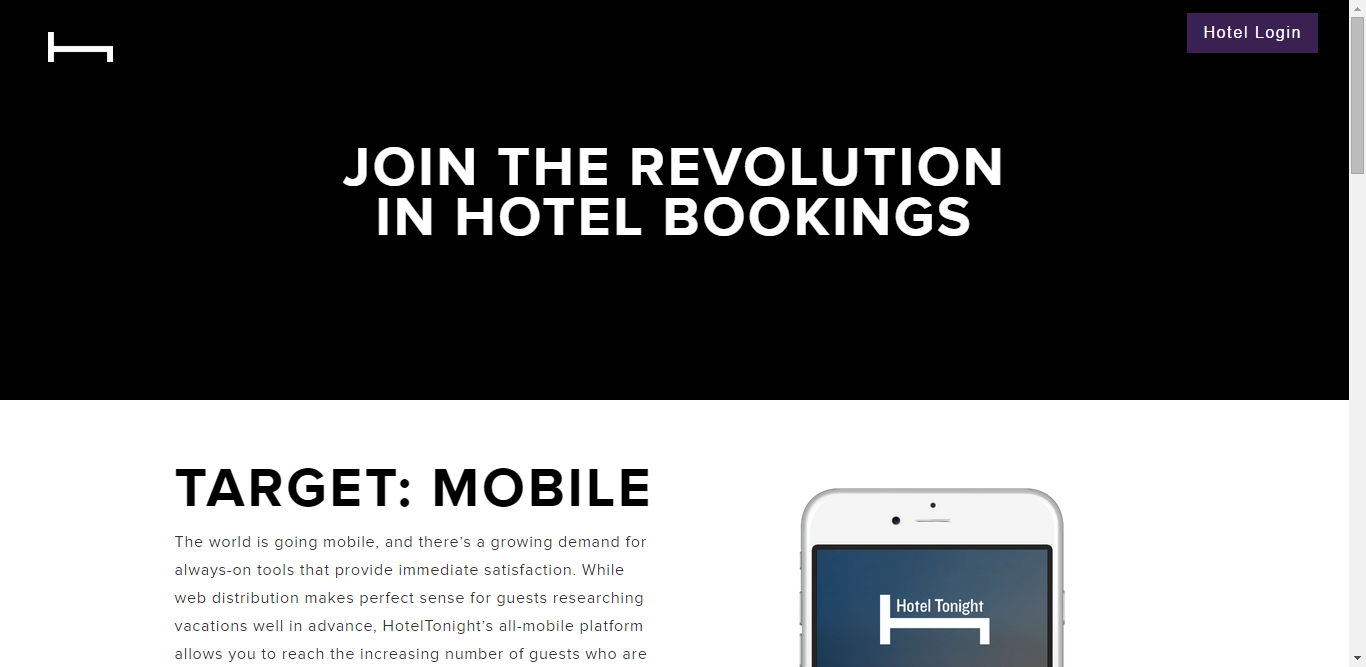 Hotel Login
JOIN THE REVOLUTION
IN HOTEL BOOKINGS
TARGET: MOBILE
The world is going mobile, and there’s a growing demand for
always-on tools that provide immediate satisfaction. While
web distribution makes perfect sense for guests researching
vacations well in advance, HotelTonight’s all-mobile platform
allows you to reach the increasing number of guests who are
Hotel Tonight